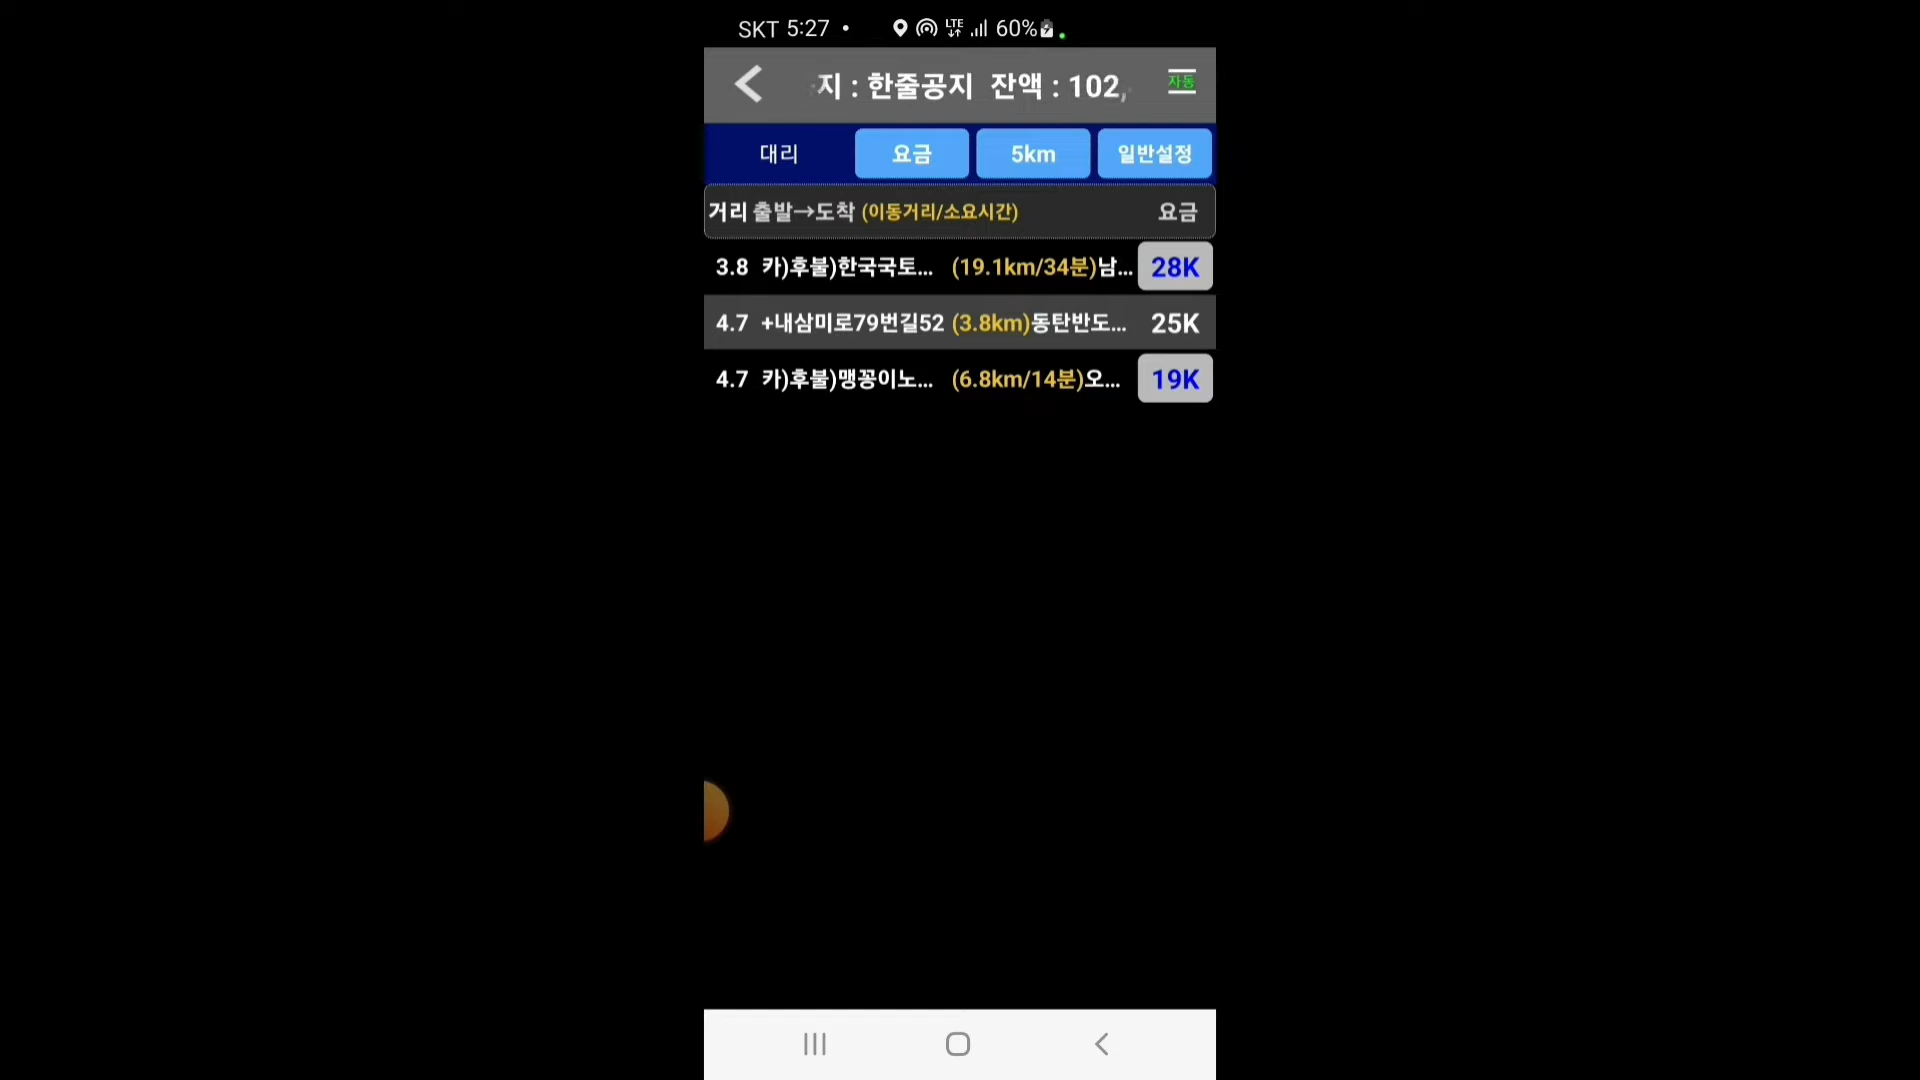 SKT 5:27 • LTE 60%
지 : 한줄공지 잔액 : 102, 자동
대리 요금 5km 일반설정
거리 출발→도착 (이동거리/소요시간) 요금
3.8 카)후불)한국국토... (19.1km/34분)남... 28K
4.7 +내삼미로79번길52 (3.8km)동탄반도... 25K
4.7 카)후불)맹꽁이노... (6.8km/14분)오... 19K